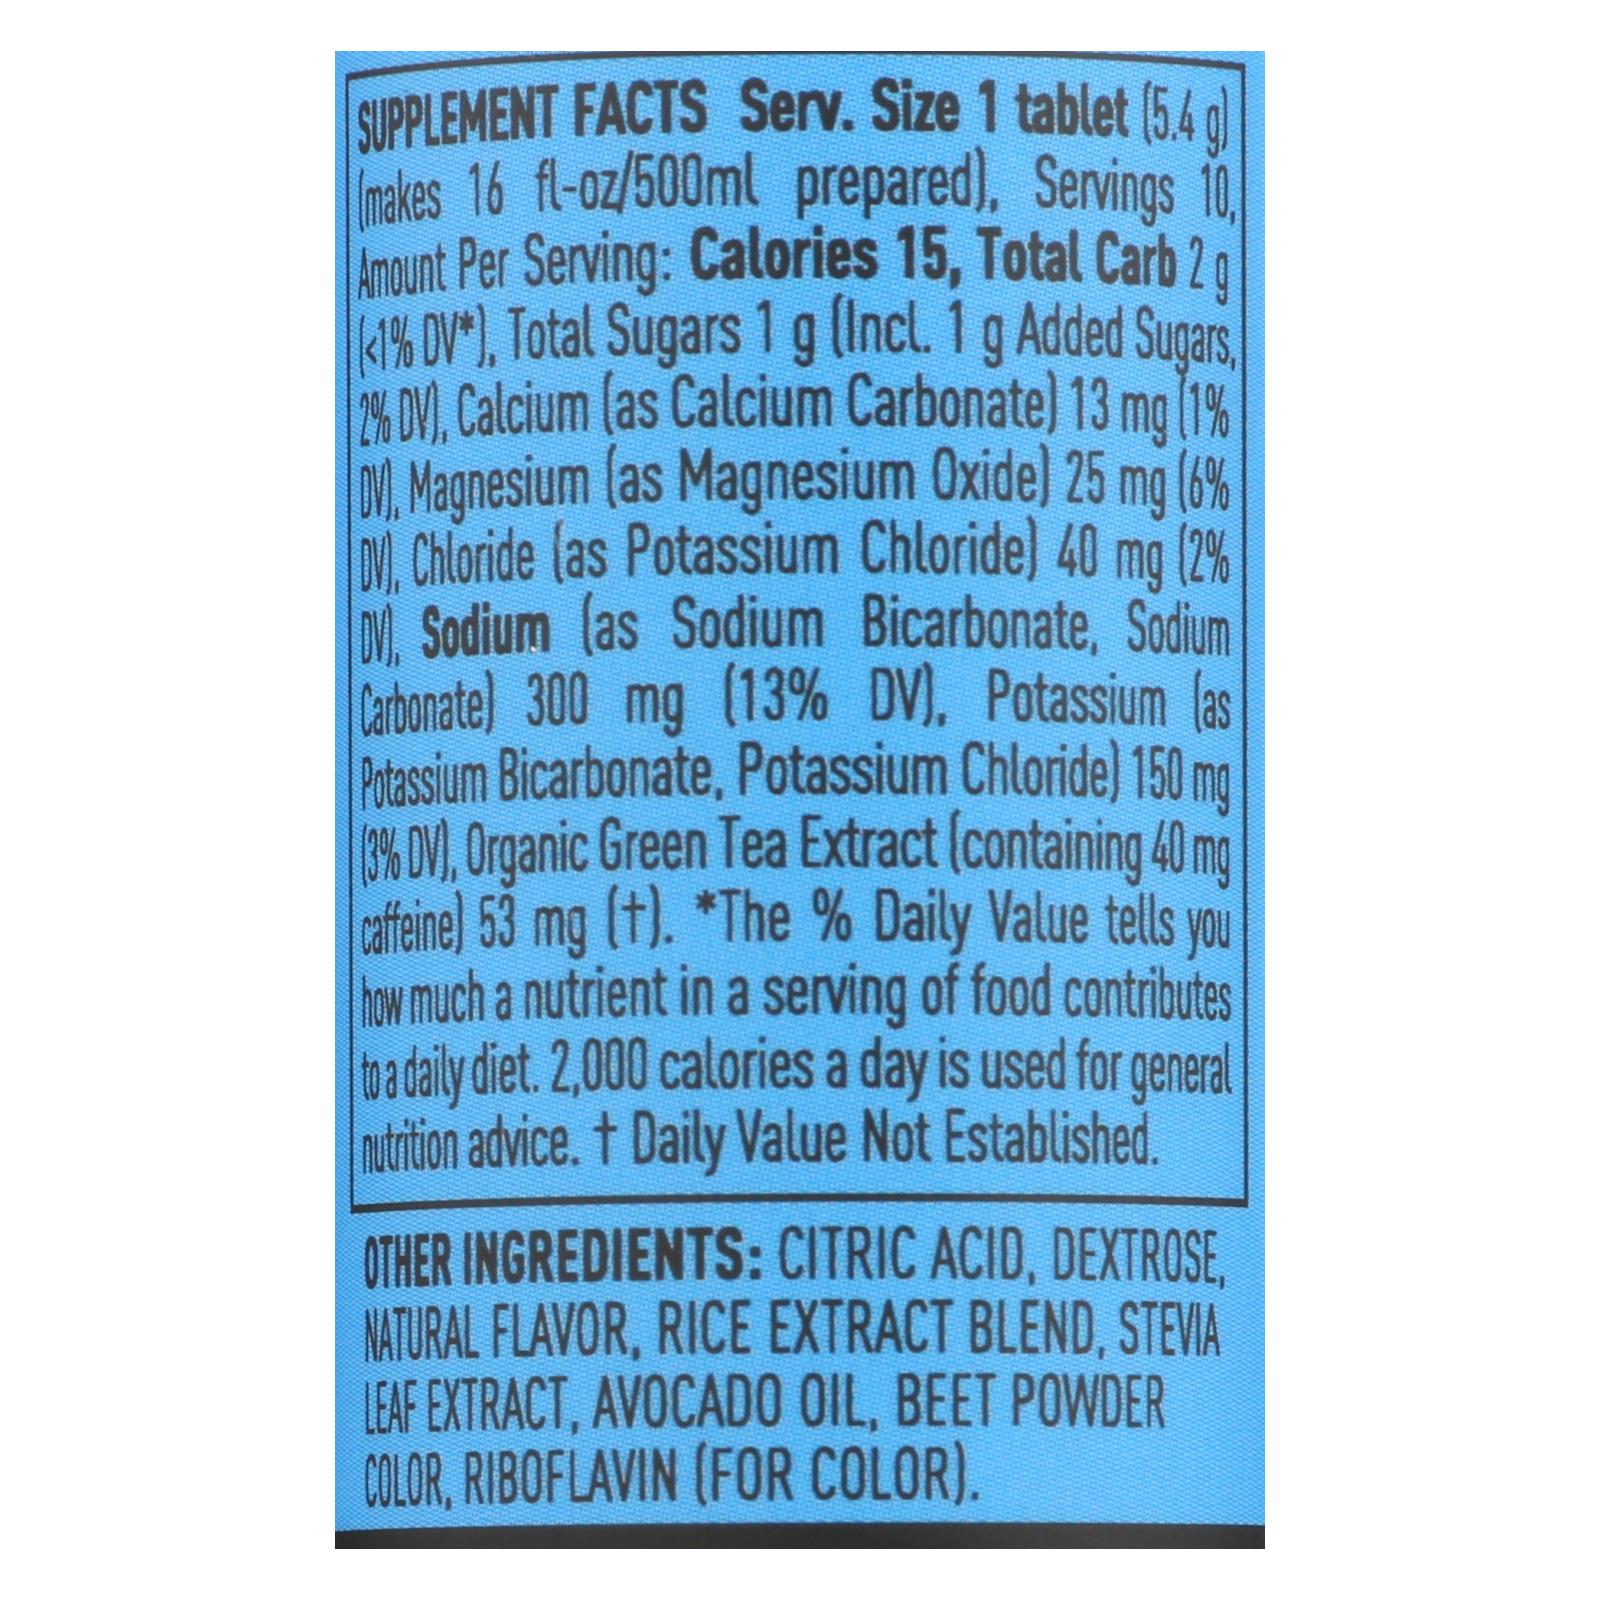 SUPPLEMENT FACTS Serv. Size 1 tablet (5.4 g)
(makes 16 fl-oz/500ml prepared), Servings 10,
Amount Per Serving: Calories 15, Total Carb 2 g
(<1% DV*), Total Sugars 1 g (Incl. 1 g Added Sugars,
2% DV), Calcium (as Calcium Carbonate) 13 mg (1%
DV), Magnesium (as Magnesium Oxide) 25 mg (6%
DV), Chloride (as Potassium Chloride) 40 mg (2%
DV), Sodium (as Sodium Bicarbonate, Sodium
Carbonate) 300 mg (13% DV), Potassium (as
Potassium Bicarbonate, Potassium Chloride) 150 mg
(3% DV), Organic Green Tea Extract (containing 40 mg
caffeine) 53 mg (†). *The % Daily Value tells you
how much a nutrient in a serving of food contributes
to a daily diet. 2,000 calories a day is used for general
nutrition advice. † Daily Value Not Established.
OTHER INGREDIENTS: CITRIC ACID, DEXTROSE,
NATURAL FLAVOR, RICE EXTRACT BLEND, STEVIA
LEAF EXTRACT, AVOCADO OIL, BEET POWDER
COLOR, RIBOFLAVIN (FOR COLOR).